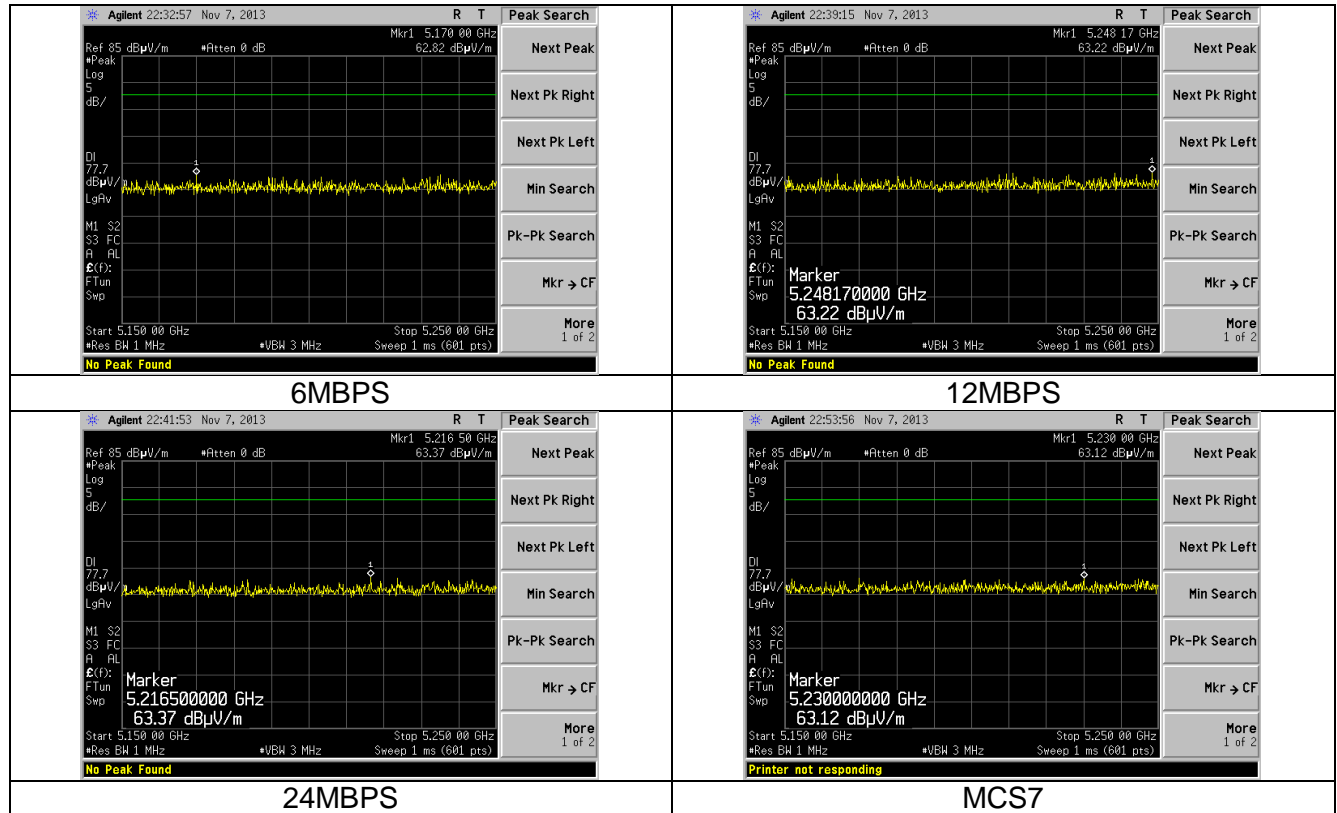 Agilent 22:32:57 Nov 7, 2013 R T Peak Search
Mkr1 5.170 00 GHz
Ref 85 dBµV/m #Atten 0 dB 62.82 dBµV/m
#Peak
Log
5
dB/
DI
77.7
dBµV/
LgAv
M1 S2
S3 FC
A AL
£(f):
FTun
Swp
1
Start 5.150 00 GHz Stop 5.250 00 GHz
#Res BW 1 MHz #VBW 3 MHz Sweep 1 ms (601 pts)
No Peak Found
Next Peak
Next Pk Right
Next Pk Left
Min Search
Pk-Pk Search
Mkr → CF
More
1 of 2
6MBPS
Agilent 22:39:15 Nov 7, 2013 R T Peak Search
Mkr1 5.248 17 GHz
Ref 85 dBµV/m #Atten 0 dB 63.22 dBµV/m
#Peak
Log
5
dB/
DI
77.7
dBµV/
LgAv
M1 S2
S3 FC
A AL
£(f):
FTun
Swp
1
Marker
5.248170000 GHz
63.22 dBµV/m
Start 5.150 00 GHz Stop 5.250 00 GHz
#Res BW 1 MHz #VBW 3 MHz Sweep 1 ms (601 pts)
No Peak Found
Next Peak
Next Pk Right
Next Pk Left
Min Search
Pk-Pk Search
Mkr → CF
More
1 of 2
12MBPS
Agilent 22:41:53 Nov 7, 2013 R T Peak Search
Mkr1 5.216 50 GHz
Ref 85 dBµV/m #Atten 0 dB 63.37 dBµV/m
#Peak
Log
5
dB/
DI
77.7
dBµV/
LgAv
M1 S2
S3 FC
A AL
£(f):
FTun
Swp
1
Marker
5.216500000 GHz
63.37 dBµV/m
Start 5.150 00 GHz Stop 5.250 00 GHz
#Res BW 1 MHz #VBW 3 MHz Sweep 1 ms (601 pts)
No Peak Found
Next Peak
Next Pk Right
Next Pk Left
Min Search
Pk-Pk Search
Mkr → CF
More
1 of 2
24MBPS
Agilent 22:53:56 Nov 7, 2013 R T Peak Search
Mkr1 5.230 00 GHz
Ref 85 dBµV/m #Atten 0 dB 63.12 dBµV/m
#Peak
Log
5
dB/
DI
77.7
dBµV/
LgAv
M1 S2
S3 FC
A AL
£(f):
FTun
Swp
1
Marker
5.230000000 GHz
63.12 dBµV/m
Start 5.150 00 GHz Stop 5.250 00 GHz
#Res BW 1 MHz #VBW 3 MHz Sweep 1 ms (601 pts)
Printer not responding
Next Peak
Next Pk Right
Next Pk Left
Min Search
Pk-Pk Search
Mkr → CF
More
1 of 2
MCS7